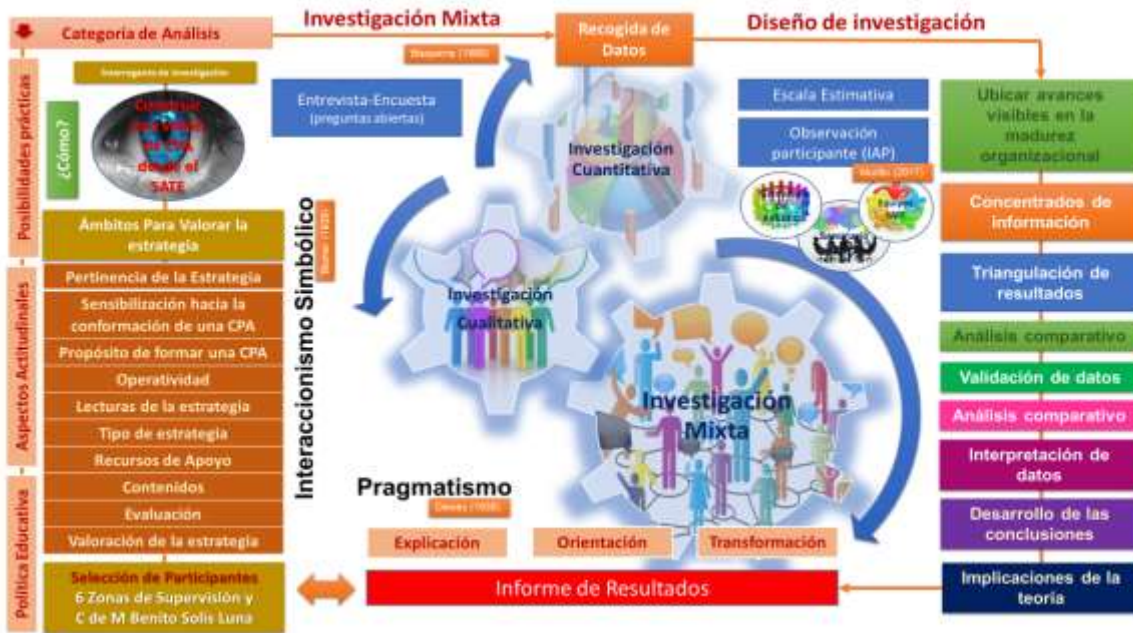 Investigación Mixta
Diseño de investigación
Categoría de Análisis
Recogida de
Datos
Interrogante de investigación
Posibilidades prácticas
¿Cómo?
Construir
desde el
SATE
Entrevista-Encuesta
(preguntas abiertas)
Investigación
Cuantitativa
Escala Estimativa
Observación
participante (IAP)
Ubicar avances
visibles en la
madurez
organizacional
Ámbitos Para Valorar la
estrategia
Aspectos Actitudinales
Pertinencia de la Estrategia
Sensibilización hacia la
conformación de una CPA
Propósito de formar una CPA
Operatividad
Lecturas de la estrategia
Tipo de estrategia
Recursos de Apoyo
Contenidos
Evaluación
Valoración de la estrategia
Política Educativa
Selección de Participantes
6 Zonas de Supervisión y
C de M Benito Solis Luna
Interaccionismo Simbólico
Investigación
Cualitativa
Investigación
Mixta
Pragmatismo
Explicación
Orientación
Transformación
Informe de Resultados
Concentrados de
información
Triangulación de
resultados
Análisis comparativo
Validación de datos
Análisis comparativo
Interpretación de
datos
Desarrollo de las
conclusiones
Implicaciones de la
teoría